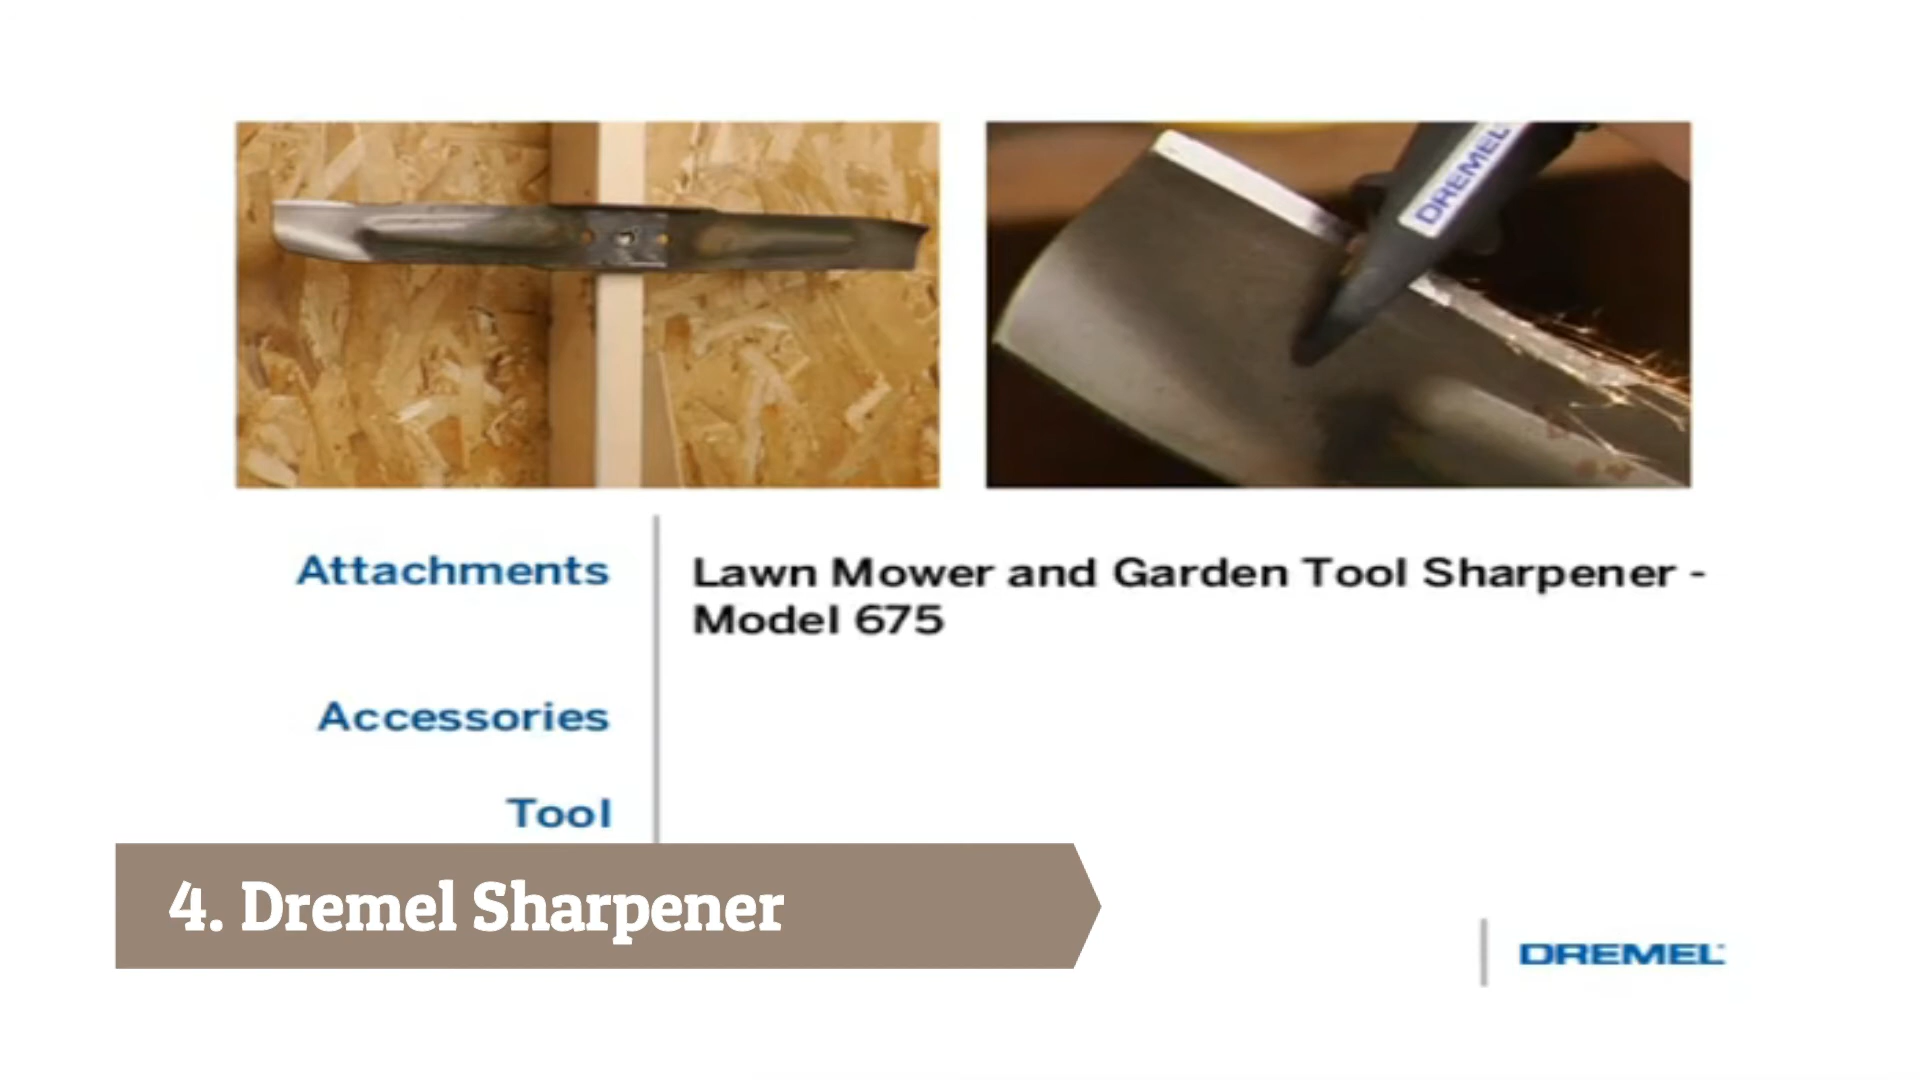 DREMEL
Attachments
Lawn Mower and Garden Tool Sharpener -
Model 675
Accessories
Tool
4. Dremel Sharpener
DREMEL